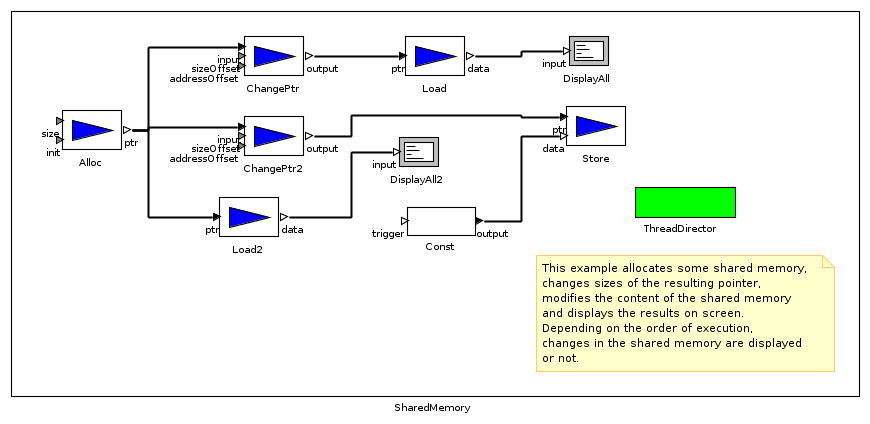 input
sizeOffset
addressOffset
output
ChangePtr
ptr
data
Load
input
DisplayAll
size
init
ptr
Alloc
input
sizeOffset
addressOffset
output
ChangePtr2
input
DisplayAll2
ptr
data
Store
ptr
data
Load2
trigger
output
Const
ThreadDirector
This example allocates some shared memory,
changes sizes of the resulting pointer,
modifies the content of the shared memory
and displays the results on screen.
Depending on the order of execution,
changes in the shared memory are displayed
or not.
SharedMemory